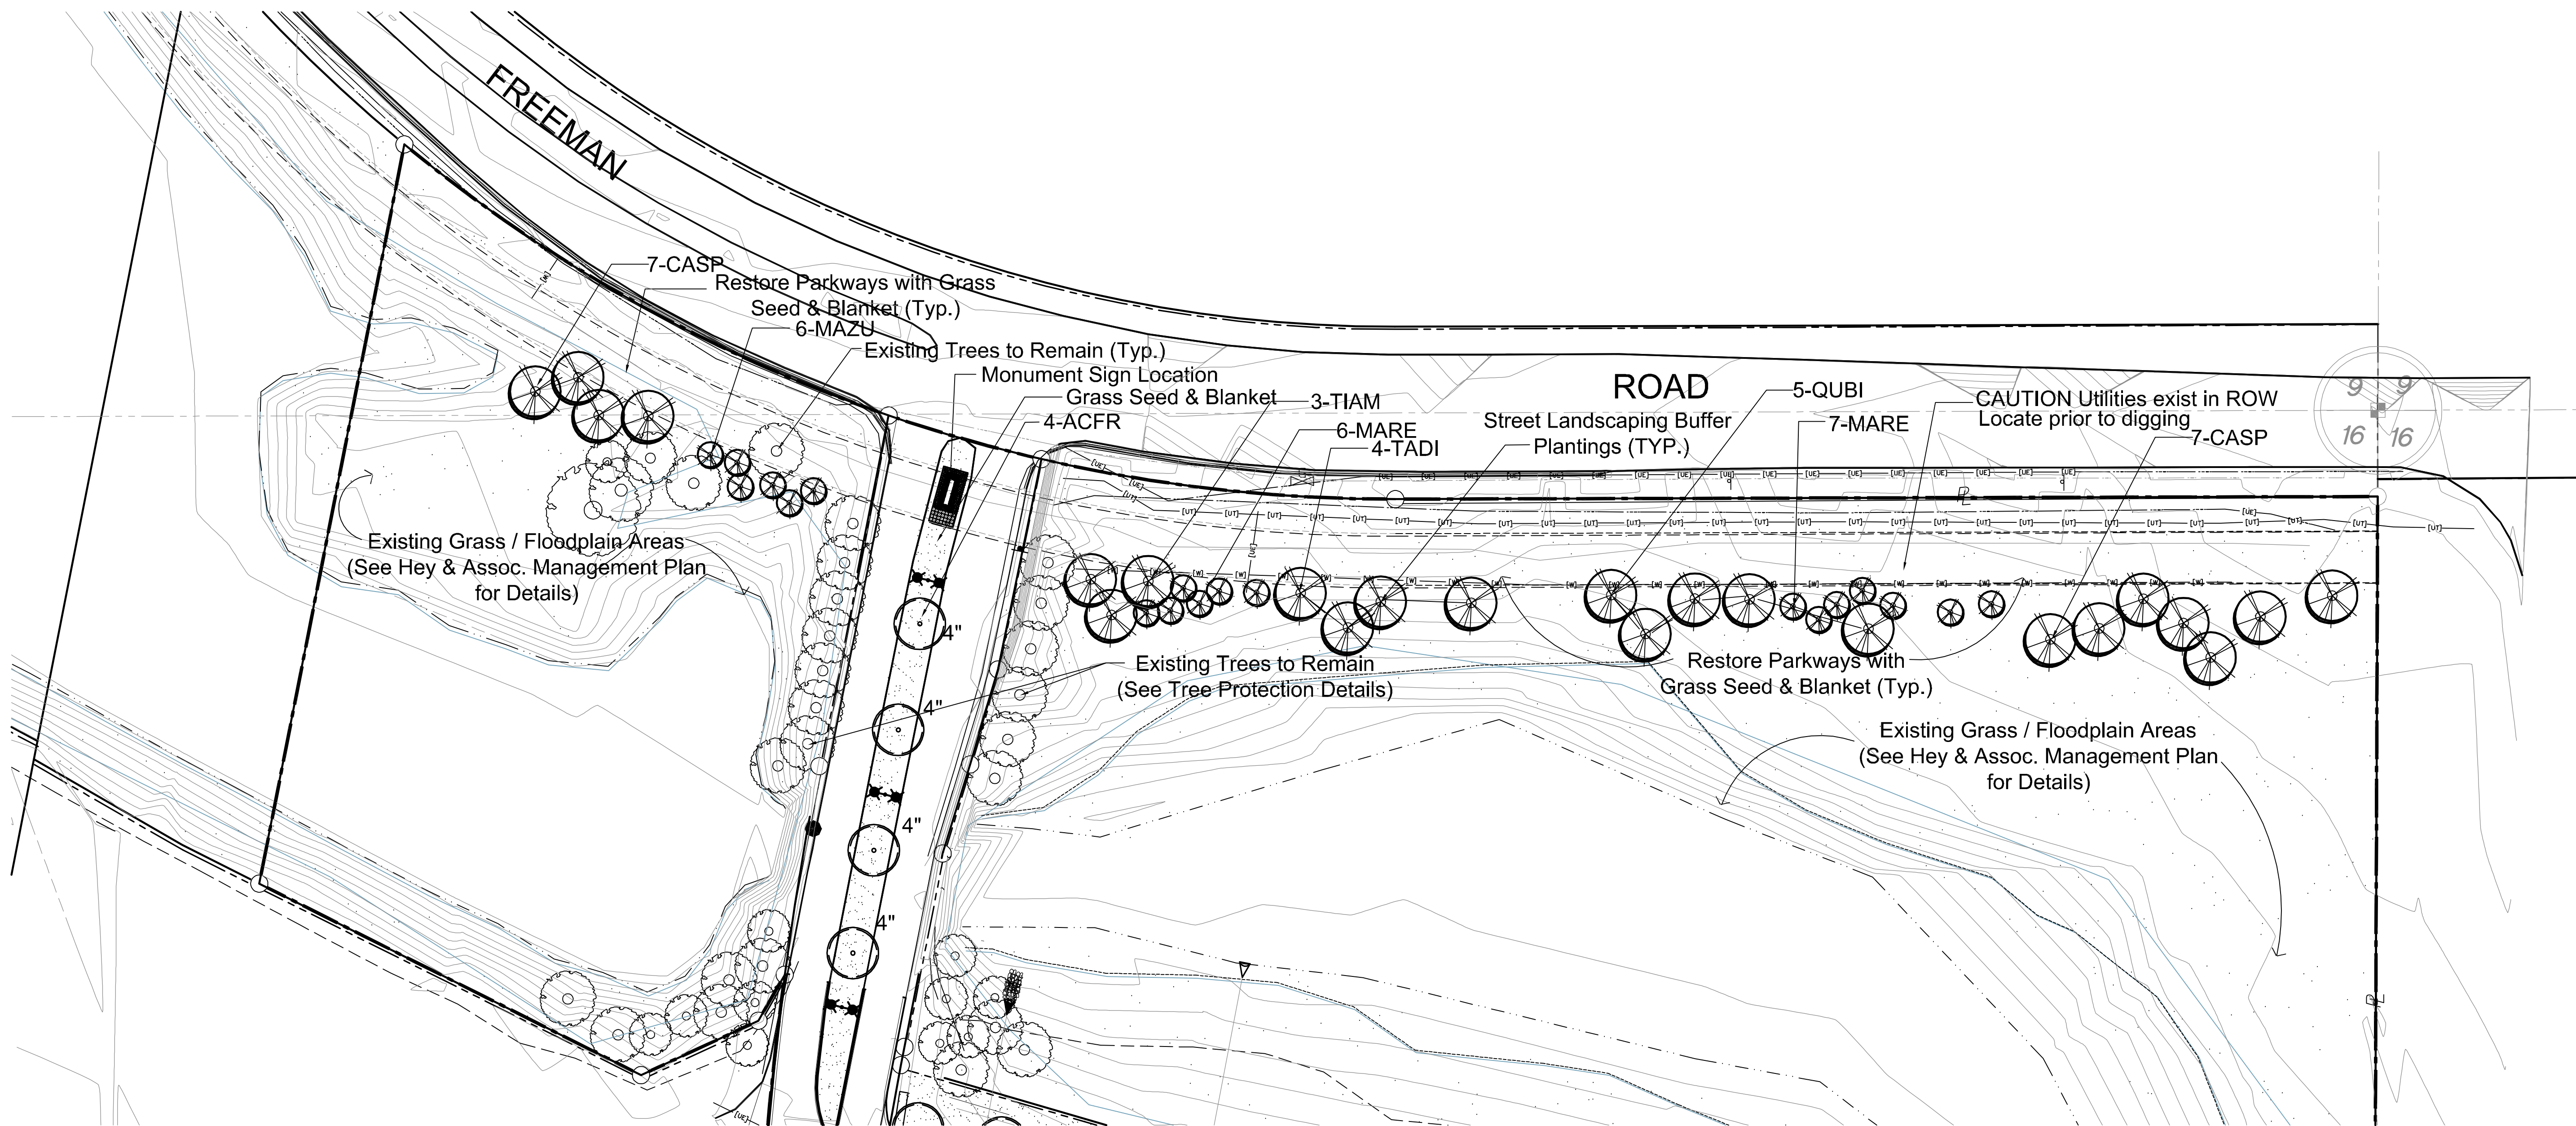 FREEMAN
7-CASP
Restore Parkways with Grass
Seed & Blanket (Typ.)
6-MAZU
Existing Trees to Remain (Typ.)
Monument Sign Location
Grass Seed & Blanket
4-ACFR
3-TIAM
6-MARE
4-TADI
ROAD
Street Landscaping Buffer
Plantings (TYP.)
5-QUBI
7-MARE
CAUTION Utilities exist in ROW
Locate prior to digging
7-CASP
9 9
16 16
Existing Grass / Floodplain Areas
(See Hey & Assoc. Management Plan
for Details)
4"
4"
4"
4"
Existing Trees to Remain
(See Tree Protection Details)
Restore Parkways with
Grass Seed & Blanket (Typ.)
Existing Grass / Floodplain Areas
(See Hey & Assoc. Management Plan
for Details)
[UE]
[UT]
[W]